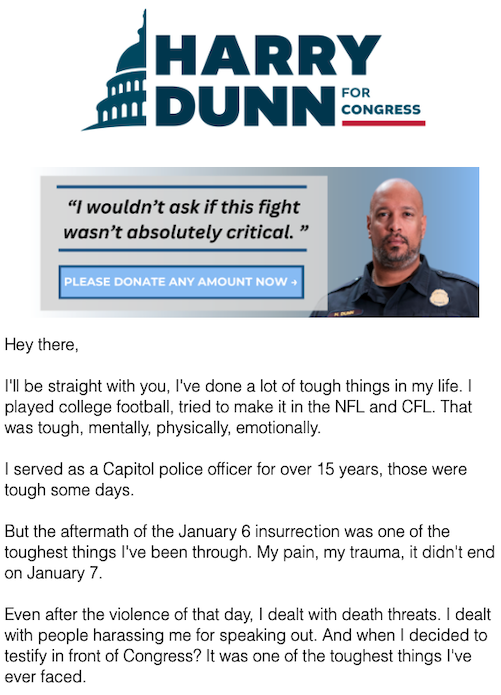 HARRY
DUNN FOR CONGRESS
“I wouldn’t ask if this fight
wasn’t absolutely critical. ”
PLEASE DONATE ANY AMOUNT NOW →
H. DUNN
Hey there,
I'll be straight with you, I've done a lot of tough things in my life. I
played college football, tried to make it in the NFL and CFL. That
was tough, mentally, physically, emotionally.
I served as a Capitol police officer for over 15 years, those were
tough some days.
But the aftermath of the January 6 insurrection was one of the
toughest things I've been through. My pain, my trauma, it didn't end
on January 7.
Even after the violence of that day, I dealt with death threats. I dealt
with people harassing me for speaking out. And when I decided to
testify in front of Congress? It was one of the toughest things I've
ever faced.